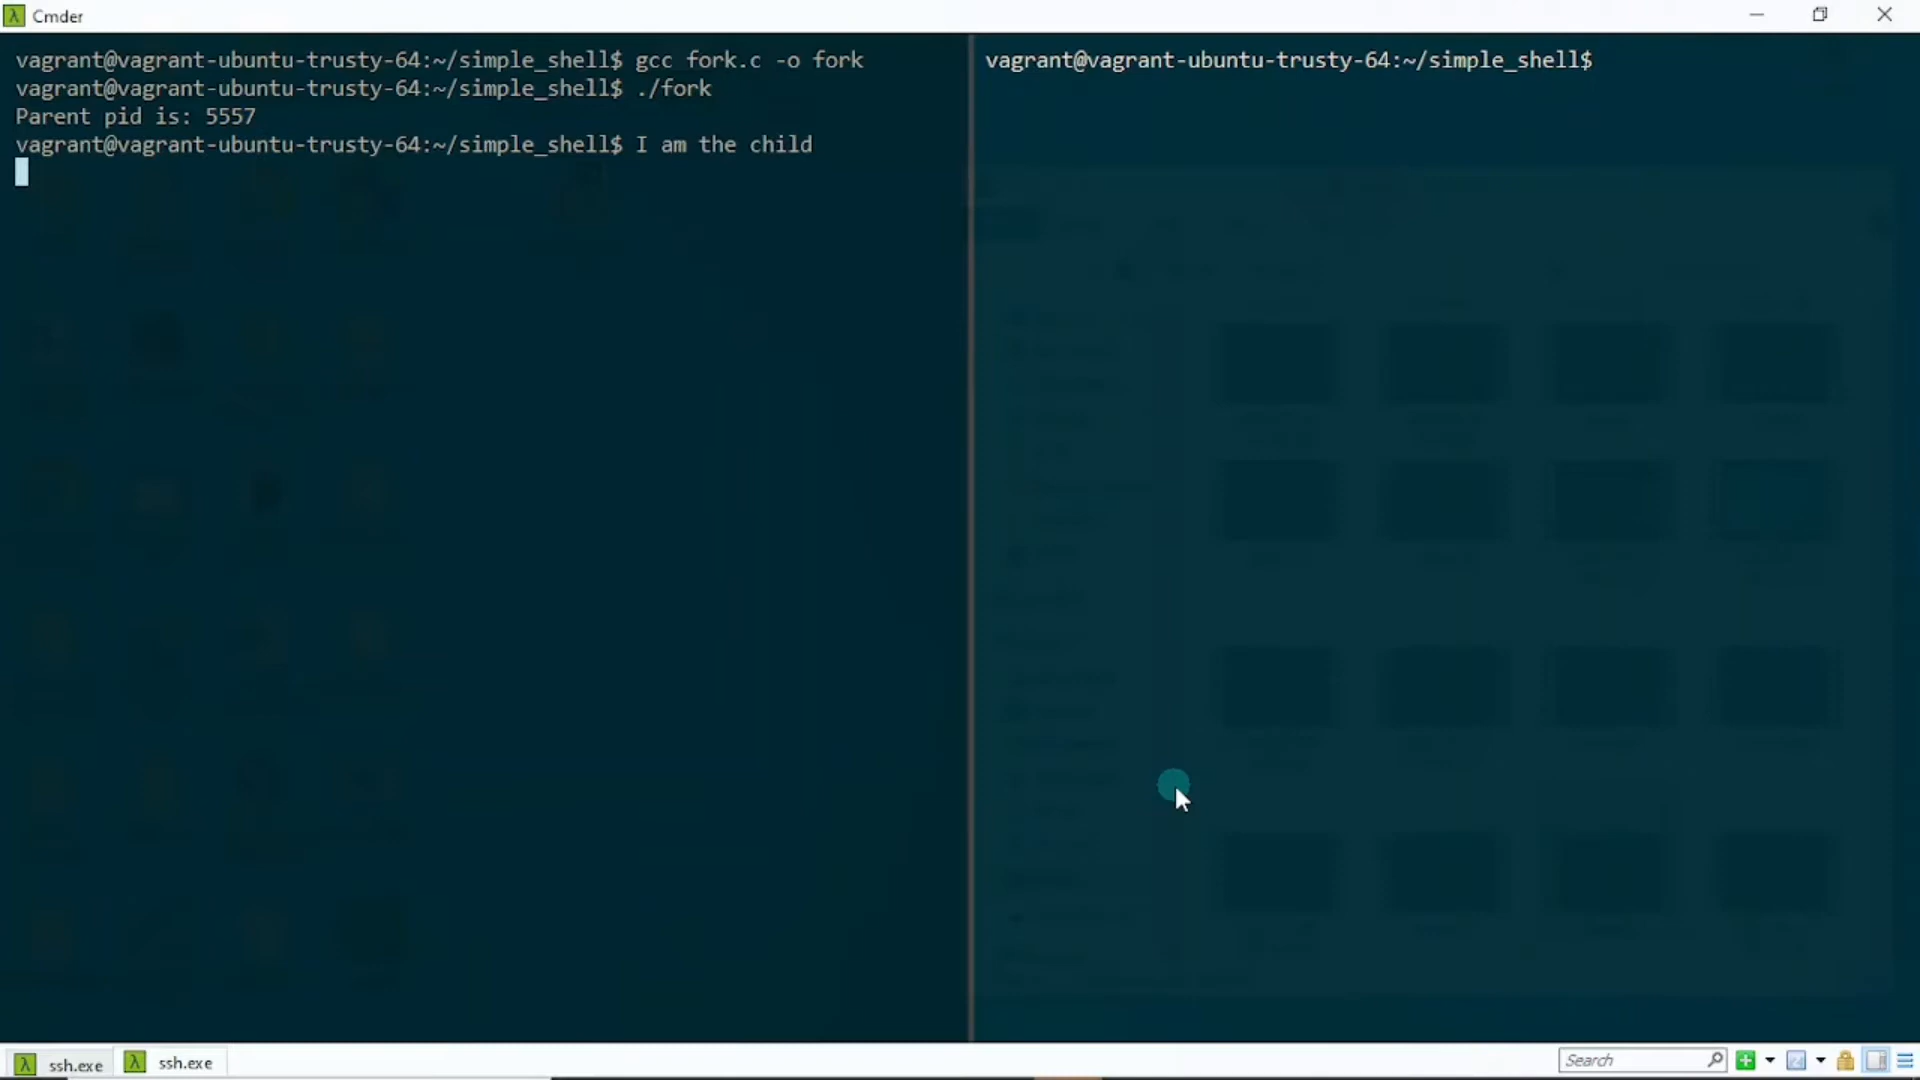 Cmder
vagrant@vagrant-ubuntu-trusty-64:~/simple_shell$ gcc fork.c -o fork
vagrant@vagrant-ubuntu-trusty-64:~/simple_shell$ ./fork
Parent pid is: 5557
vagrant@vagrant-ubuntu-trusty-64:~/simple_shell$ I am the child
vagrant@vagrant-ubuntu-trusty-64:~/simple_shell$
ssh.exe
ssh.exe
Search